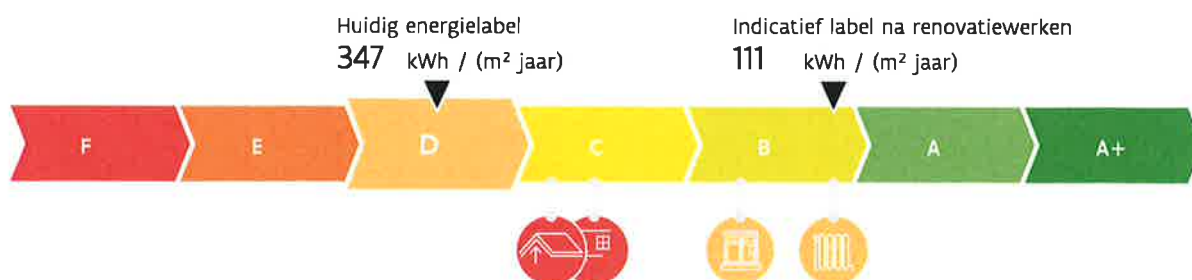 Huidig energielabel
347 kWh / (m² jaar)
Indicatief label na renovatiewerken
111 kWh / (m² jaar)
F E D C B A A+